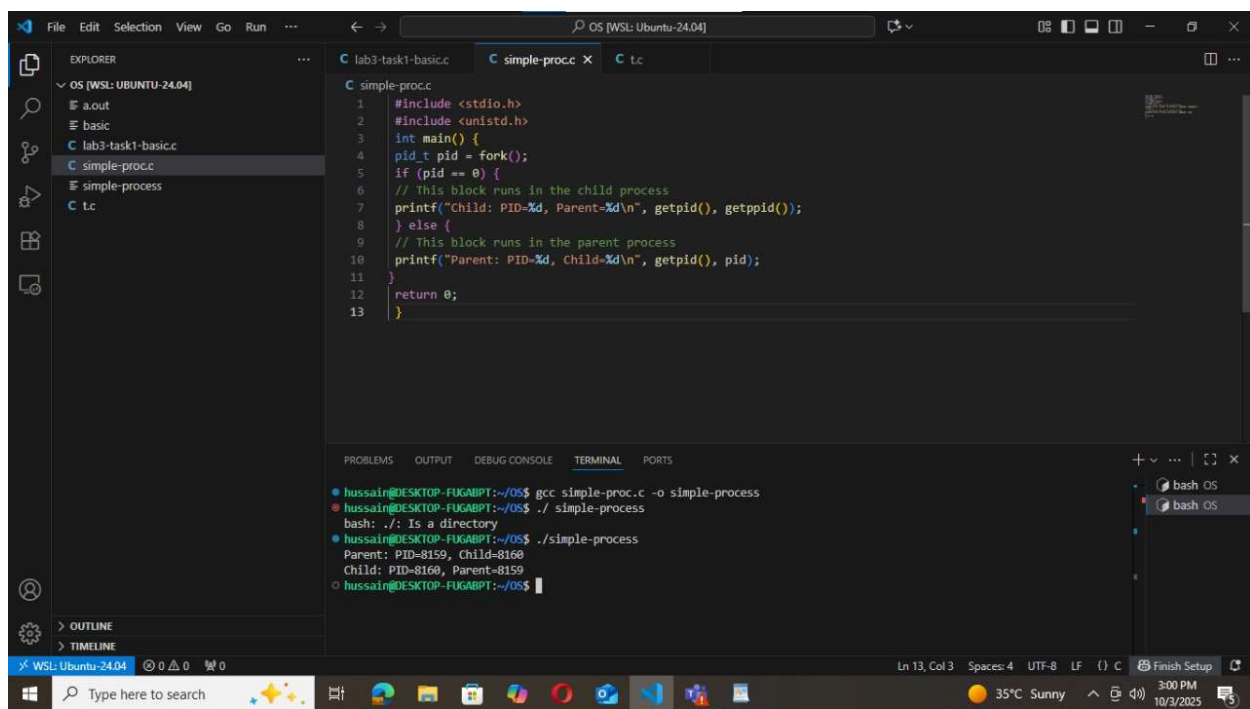 File Edit Selection View Go Run ···
OS [WSL: Ubuntu-24.04]
EXPLORER ···
OS [WSL: UBUNTU-24.04]
a.out
basic
C lab3-task1-basic.c
C simple-proc.c
simple-process
C t.c
OUTLINE
TIMELINE
C lab3-task1-basic.c C simple-proc.c × C t.c
C simple-proc.c
1 #include <stdio.h>
2 #include <unistd.h>
3 int main() {
4 pid_t pid = fork();
5 if (pid == 0) {
6 // This block runs in the child process
7 printf("Child: PID=%d, Parent=%d\n", getpid(), getppid());
8 } else {
9 // This block runs in the parent process
10 printf("Parent: PID=%d, Child=%d\n", getpid(), pid);
11 }
12 return 0;
13 }
PROBLEMS OUTPUT DEBUG CONSOLE TERMINAL PORTS
hussain@DESKTOP-FUGABPT:~/OS$ gcc simple-proc.c -o simple-process
hussain@DESKTOP-FUGABPT:~/OS$ ./ simple-process
bash: ./: Is a directory
hussain@DESKTOP-FUGABPT:~/OS$ ./simple-process
Parent: PID=8159, Child=8160
Child: PID=8160, Parent=8159
hussain@DESKTOP-FUGABPT:~/OS$
bash OS
bash OS
WSL: Ubuntu-24.04 0 0 0 Ln 13, Col 3 Spaces: 4 UTF-8 LF {} C Finish Setup
Type here to search 35°C Sunny 3:00 PM
10/3/2025 5